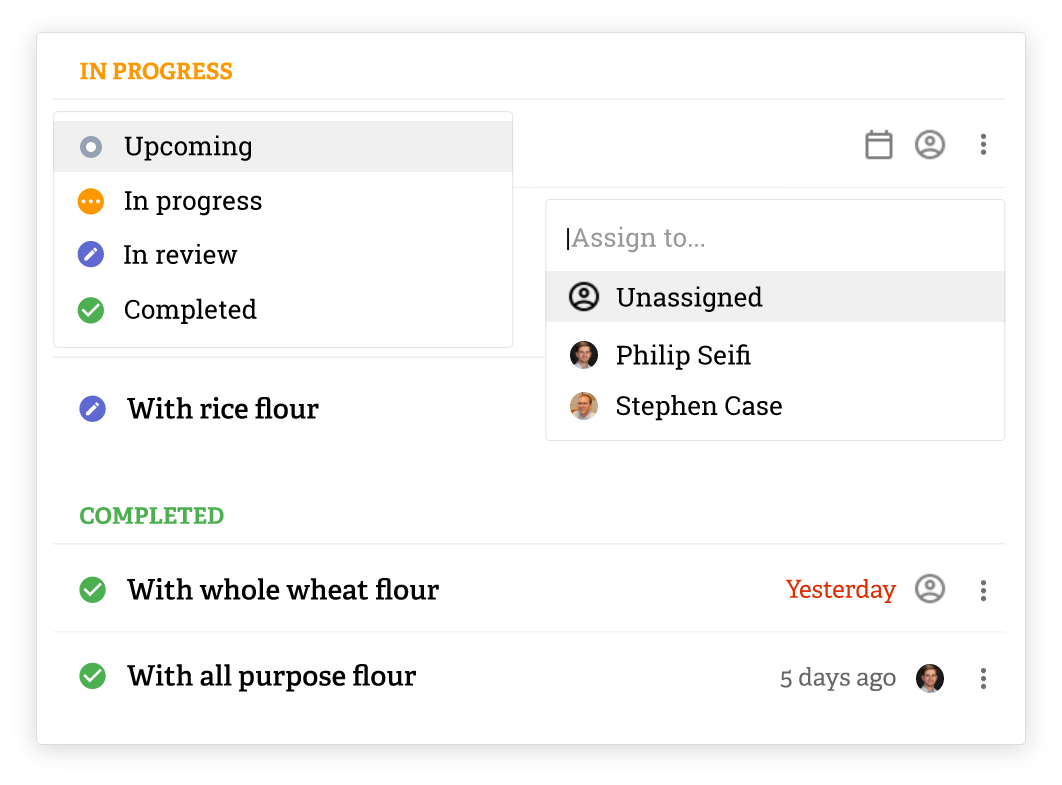 IN PROGRESS
Upcoming
In progress
In review
Completed
Assign to...
Unassigned
Philip Seifi
Stephen Case
With rice flour
COMPLETED
With whole wheat flour Yesterday
With all purpose flour 5 days ago